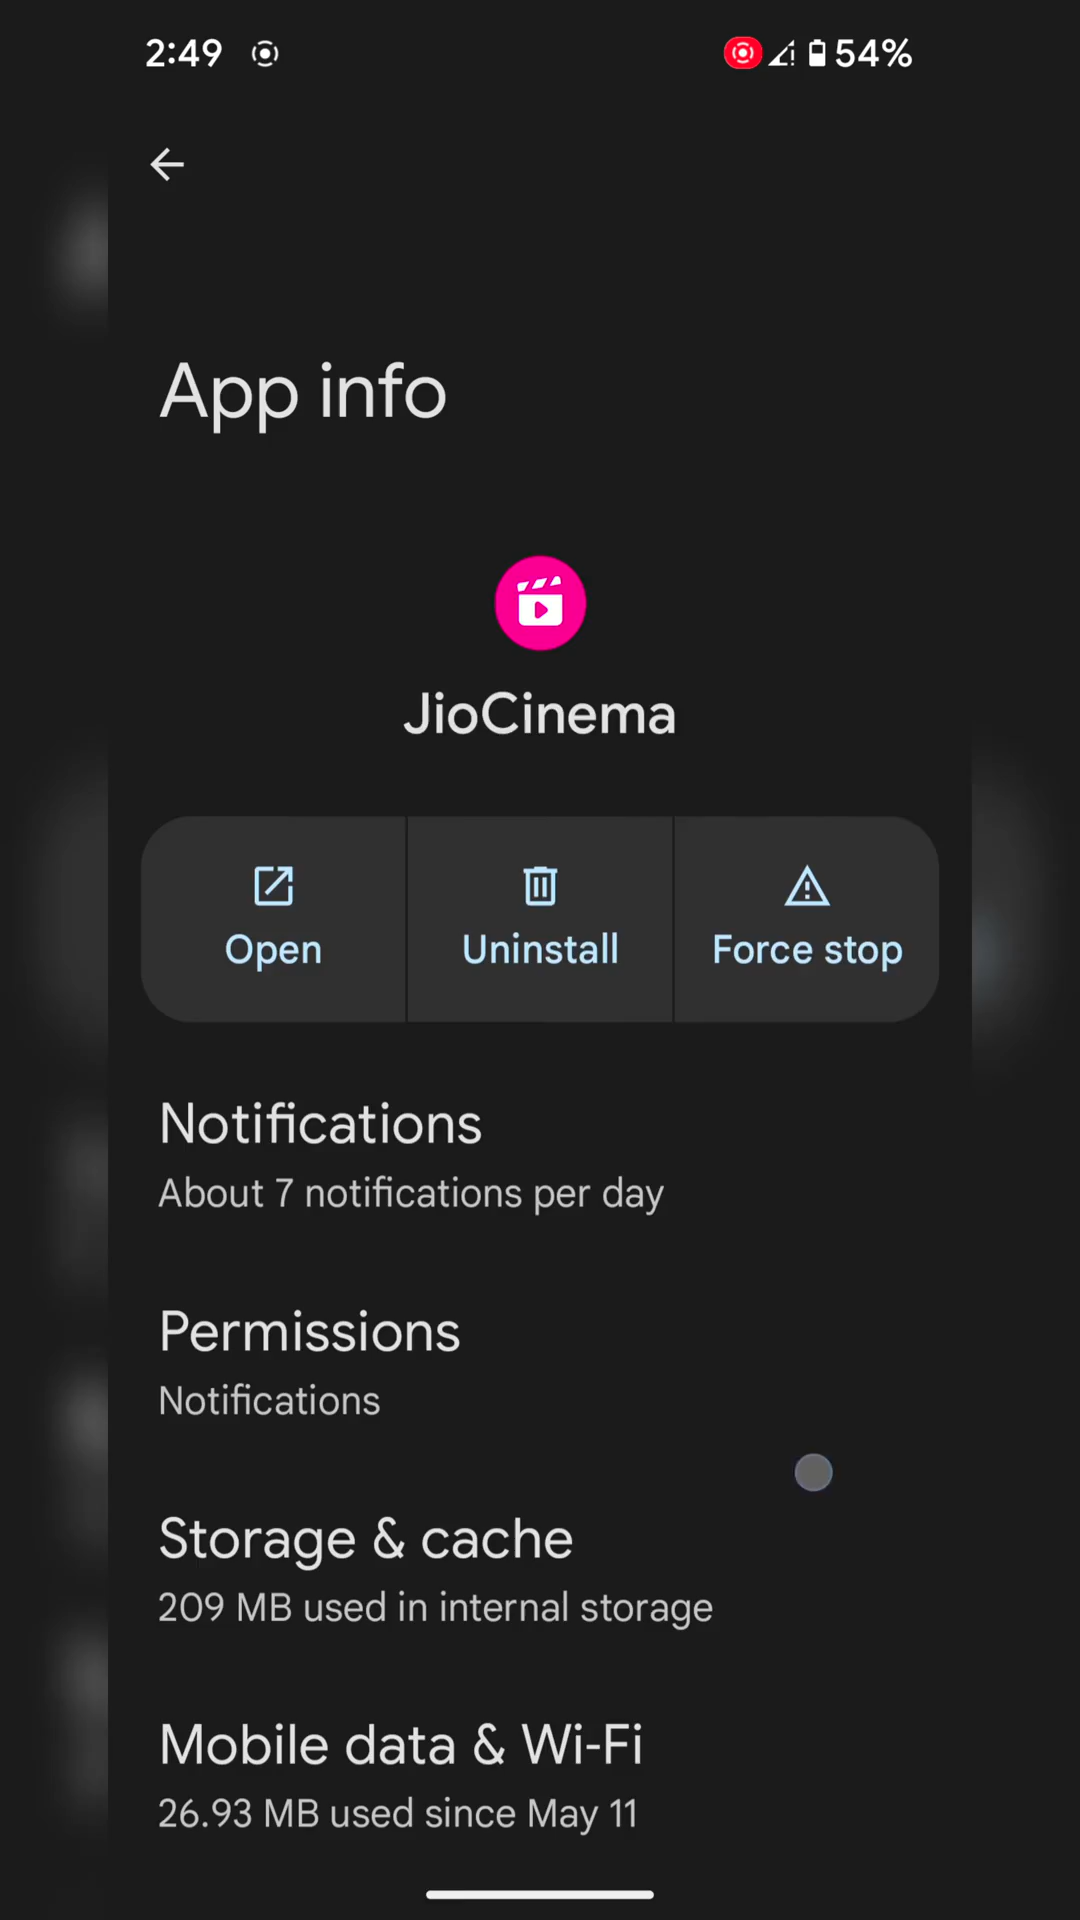 2:49
54%
App info
JioCinema
Open
Uninstall
Force stop
Notifications
About 7 notifications per day
Permissions
Notifications
Storage & cache
209 MB used in internal storage
Mobile data & Wi-Fi
26.93 MB used since May 11